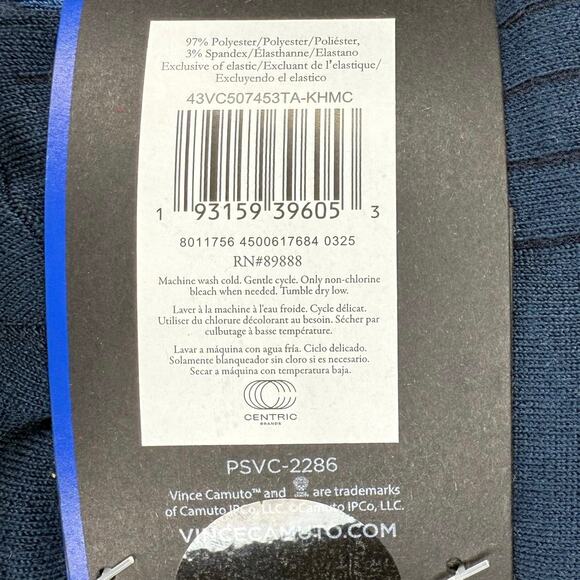 97% Polyester/Polyester/Poliéster,
3% Spandex/Élasthanne/Elastano
Exclusive of elastic/Excluant de l'elastique/
Excluyendo el elastico
43VC507453TA-KHMC
1 93159 39605 3
8011756 4500617684 0325
RN#89888
Machine wash cold. Gentle cycle. Only non-chlorine
bleach when needed. Tumble dry low.
Laver à la machine à l'eau froide. Cycle délicat.
Utiliser du chlorure décolorant au besoin. Sécher par
culbutage à basse température.
Lavar a máquina con agua fría. Ciclo delicado.
Solamente blanqueador sin cloro si es necesario.
Secar a máquina con temperatura baja.
CENTRIC
BRANDS
PSVC-2286
Vince Camuto™ and are trademarks
of Camuto IPCo, LLC. ©Camuto IPCo, LLC.
VINCECAMUTO.COM